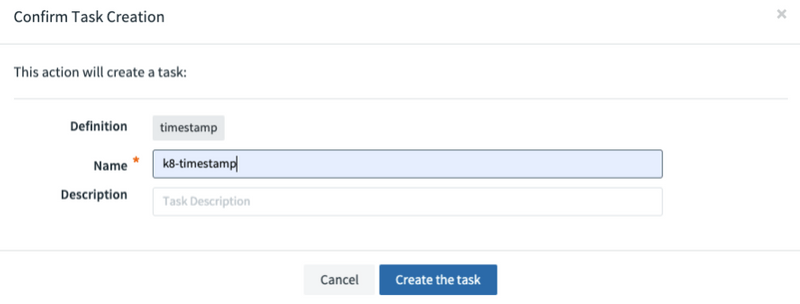 Confirm Task Creation ×
This action will create a task:
Definition timestamp
Name * k8-timestamp
Description Task Description
Cancel Create the task